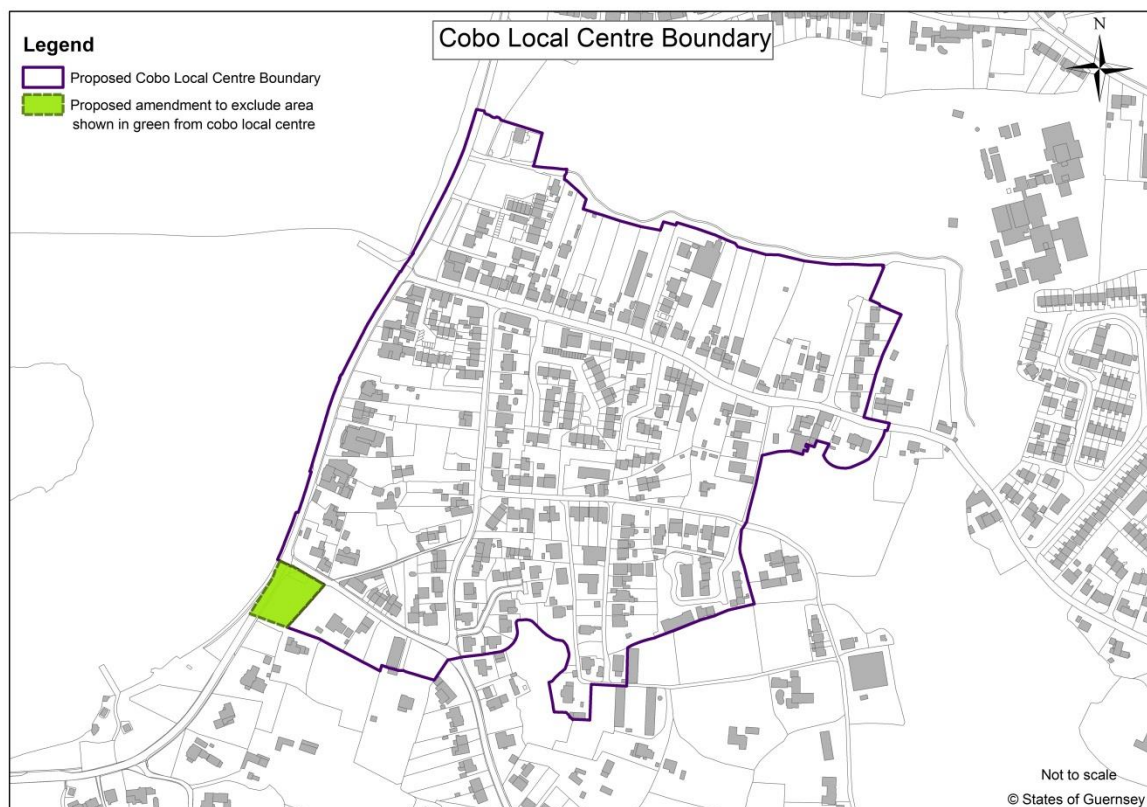 Cobo Local Centre Boundary
N
Legend
Proposed Cobo Local Centre Boundary
Proposed amendment to exclude area
shown in green from cobo local centre
Not to scale
© States of Guernsey